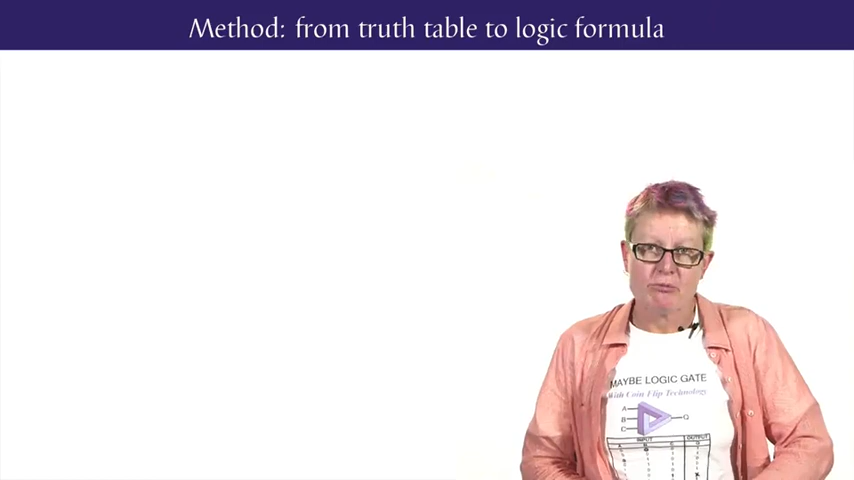 Method: from truth table to logic formula
MAYBE LOGIC GATE
With Coin Flip Technology
A
B
C
Q
INPUT OUTPUT
A B C Q